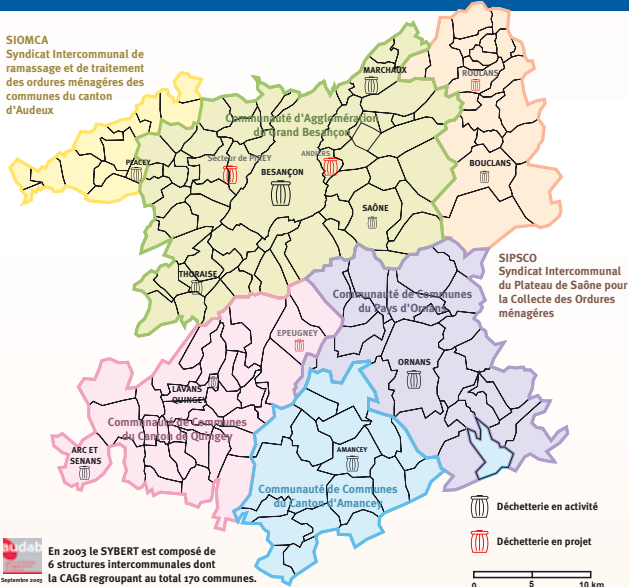 SIOMCA
Syndicat Intercommunal de
ramassage et de traitement
des ordures ménagères des
communes du canton
d'Audeux
MARCHAUX
ROULANS
Communauté d'Agglomération
du Grand Besançon
PLACEY
Secteur de PIREY
ANDIERS
BESANÇON
BOUCLANS
SAÔNE
THORAISE
SIPSCO
Syndicat Intercommunal
du Plateau de Saône pour
la Collecte des Ordures
ménagéres
Communauté de Communes
du Pays d'Ornans
EPEUGNEY
ORNANS
LAVANS
QUINGEY
Communauté de Communes
du Canton de Quingey
ARC ET
SENANS
AMANCEY
Communauté de Communes
du Canton d'Amancey
Déchetterie en activité
Déchetterie en projet
audab
Septembre 2003
En 2003 le SYBERT est composé de
6 structures intercommunales dont
la CAGB regroupant au total 170 communes.
0 5 10 km